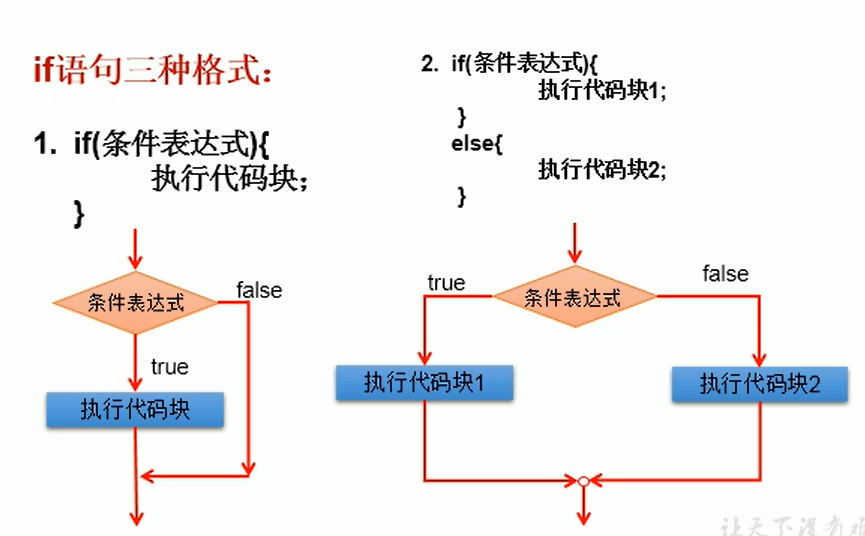 if语句三种格式：
1. if(条件表达式){
执行代码块；
}
2. if(条件表达式){
执行代码块1;
}
else{
执行代码块2;
}
条件表达式
false
true
执行代码块
条件表达式
true
false
执行代码块1
执行代码块2
让天下没有难